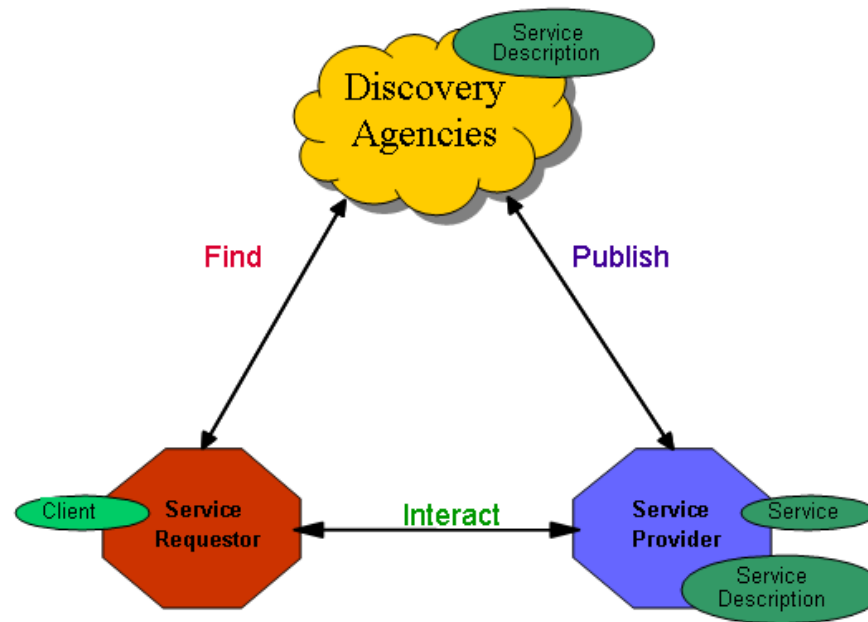 Service
Description
Discovery
Agencies
Find
Publish
Client
Service
Requestor
Interact
Service
Provider
Service
Service
Description